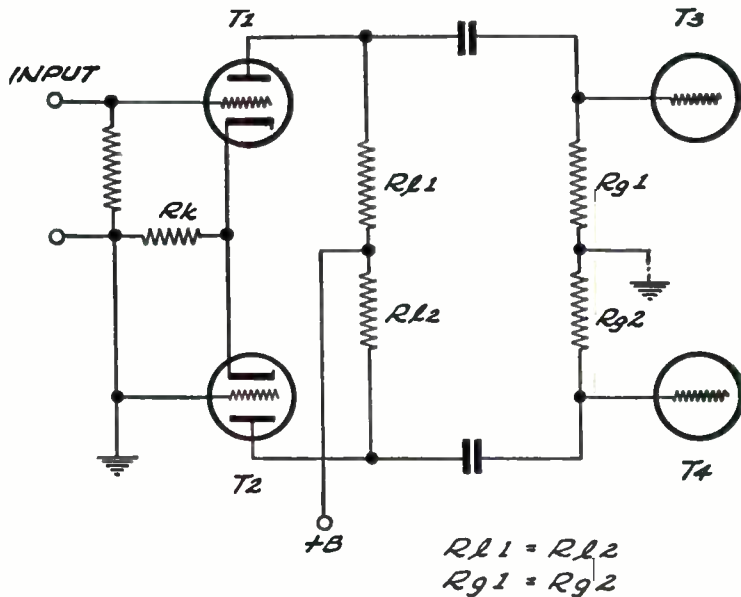 T1
T3
INPUT
Rk
Rl1
Rg1
Rl2
Rg2
T2
T4
+B
Rl1 = Rl2
Rg1 = Rg2